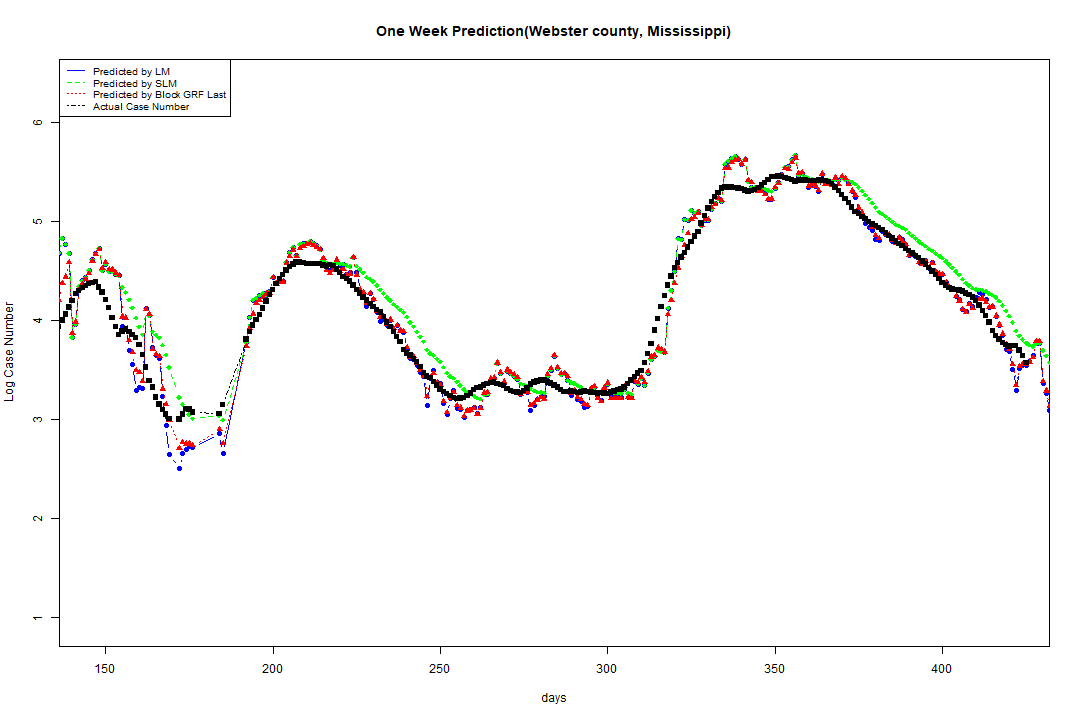 One Week Prediction(Webster county, Mississippi)
Predicted by LM
Predicted by SLM
Predicted by Block GRF Last
Actual Case Number
Log Case Number
6
5
4
3
2
1
150 200 250 300 350 400
days